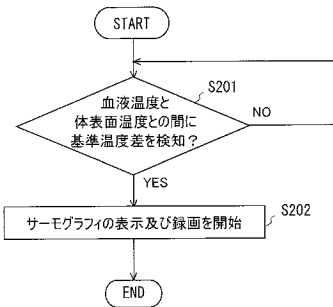 START
S201
血液温度と
体表面温度との間に
基準温度差を検知？
NO
YES
S202
サーモグラフィの表示及び録画を開始
END